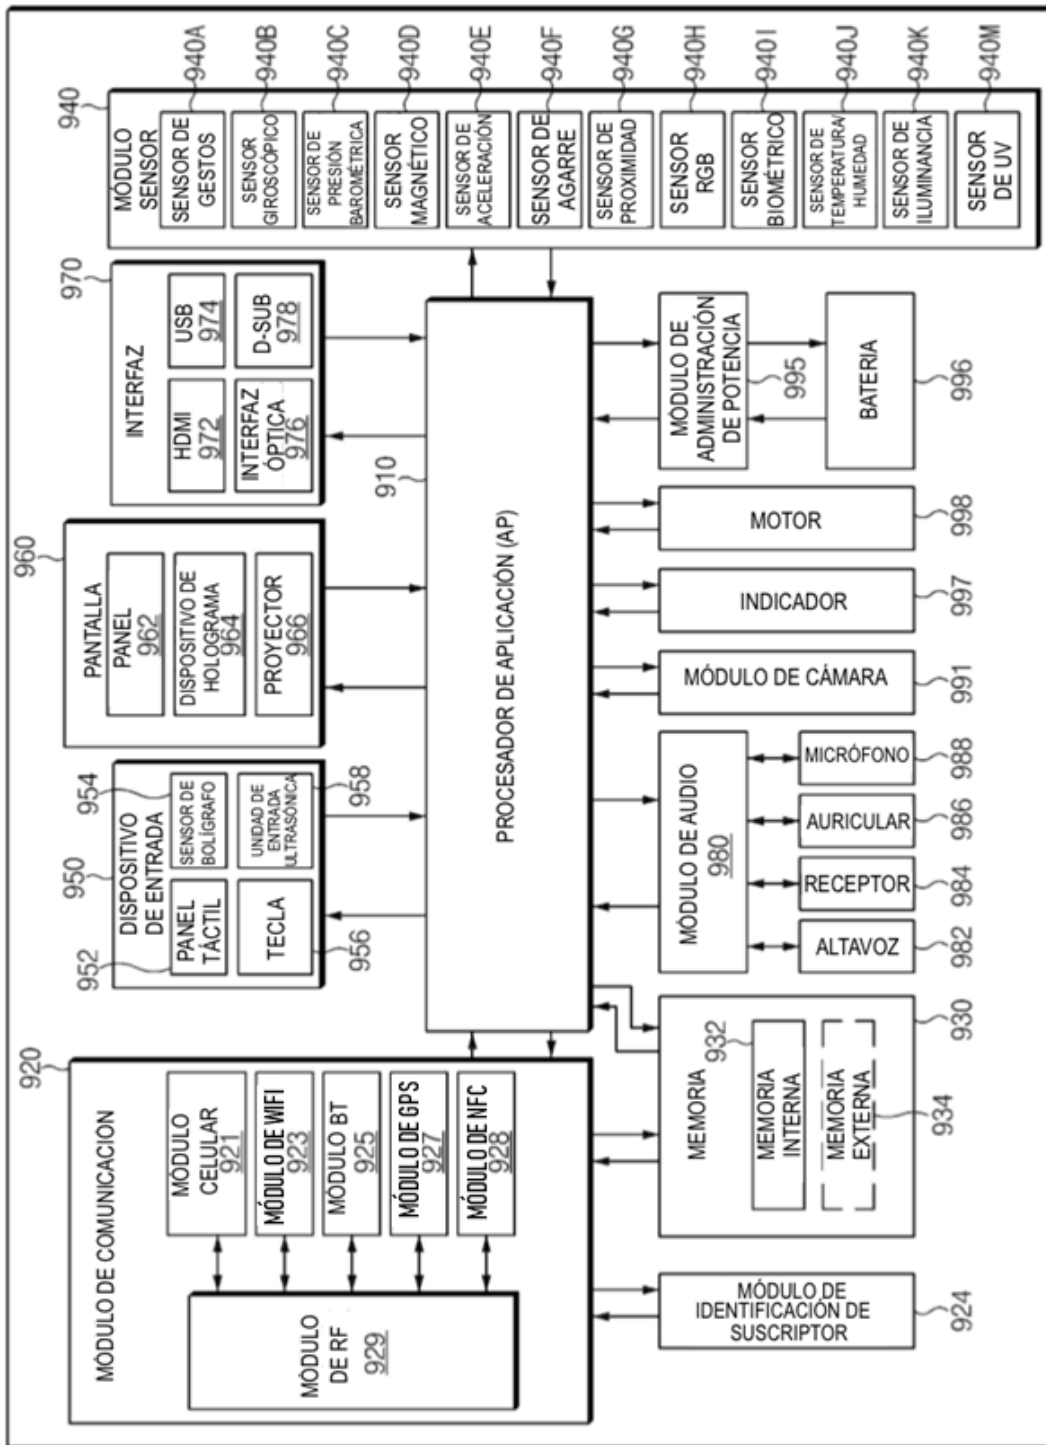 920
MÓDULO DE COMUNICACION
MÓDULO
CELULAR
921
MÓDULO DE WIFI
923
MÓDULO BT
925
MÓDULO DE GPS
927
MÓDULO DE NFC
928
MÓDULO
DE RF
929
950
DISPOSITIVO
DE ENTRADA
952
PANEL
TÁCTIL
954
SENSOR DE
BOLÍGRAFO
TECLA
956
UNIDAD DE
ENTRADA
ULTRASÓNICA
958
960
PANTALLA
PANEL
962
DISPOSITIVO DE
HOLOGRAMA
964
PROYECTOR
966
970
INTERFAZ
HDMI
972
USB
974
INTERFAZ
ÓPTICA
976
D-SUB
978
940
MÓDULO
SENSOR
SENSOR DE
GESTOS
940A
SENSOR
GIROSCÓPICO
940B
SENSOR DE
PRESIÓN
BAROMÉTRICA
940C
SENSOR
MAGNÉTICO
940D
SENSOR DE
ACELERACIÓN
940E
SENSOR DE
AGARRE
940F
SENSOR DE
PROXIMIDAD
940G
SENSOR
RGB
940H
SENSOR
BIOMÉTRICO
940I
SENSOR DE
TEMPERATURA/
HUMEDAD
940J
SENSOR DE
ILUMINANCIA
940K
SENSOR
DE UV
940M
910
PROCESADOR DE APLICACIÓN (AP)
MÓDULO DE
IDENTIFICACIÓN DE
SUSCRIPTOR
924
MEMORIA
932
MEMORIA
INTERNA
MEMORIA
EXTERNA
934
930
MÓDULO DE AUDIO
980
ALTAVOZ
982
RECEPTOR
984
AURICULAR
986
MICRÓFONO
988
MÓDULO DE CÁMARA
991
INDICADOR
997
MOTOR
998
MÓDULO DE
ADMINISTRACIÓN
DE POTENCIA
995
BATERIA
996